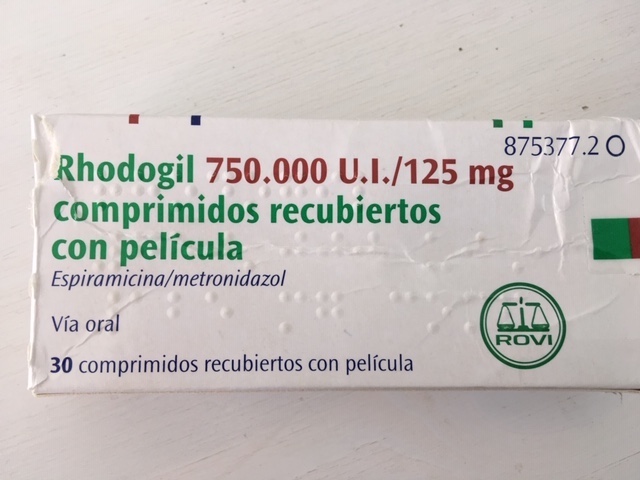 875377.2 O
Rhodogil 750.000 U.I./125 mg
comprimidos recubiertos
con película
Espiramicina/metronidazol
Vía oral
ROVI
30 comprimidos recubiertos con película